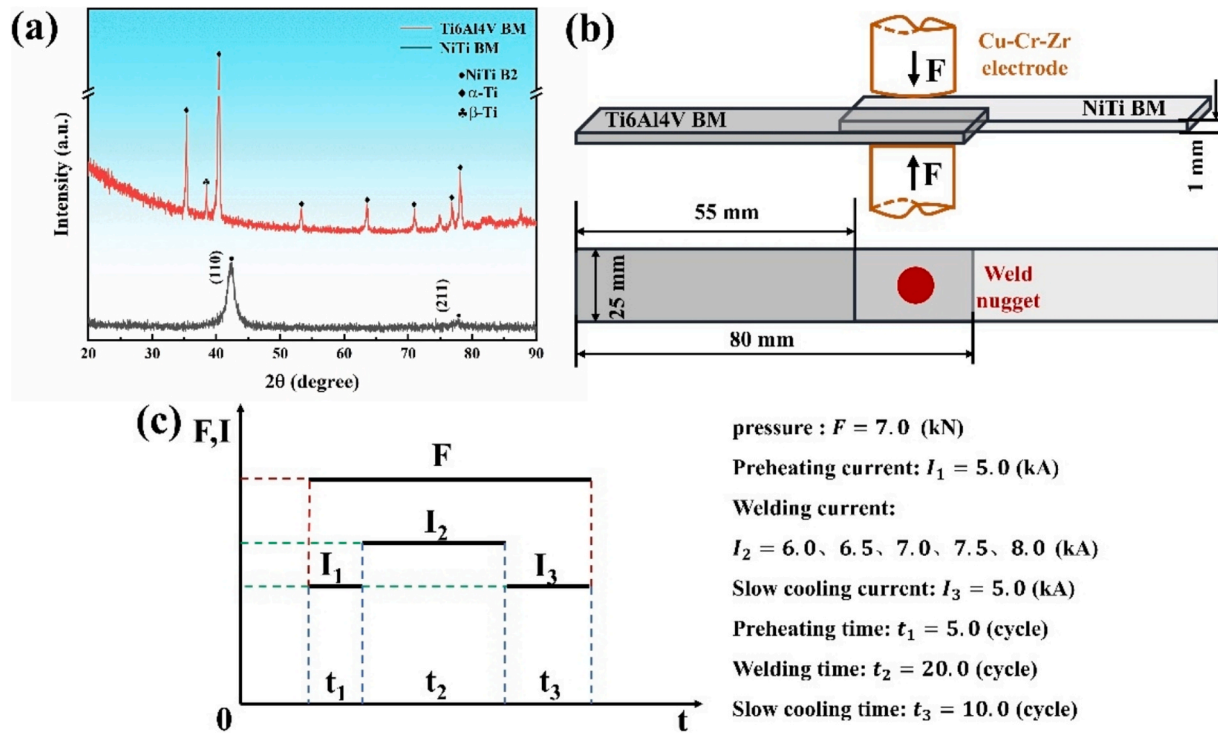 (a)
Ti6Al4V BM
NiTi BM
•NiTi B2
◆α-Ti
♣β-Ti
Intensity (a.u.)
(110)
(211)
20 30 40 50 60 70 80 90
2θ (degree)
(b)
Cu-Cr-Zr
electrode
F
Ti6Al4V BM
NiTi BM
F
1 mm
55 mm
25 mm
Weld
nugget
80 mm
(c)
F,I
F
I₂
I₁
I₃
t₁ t₂ t₃
0
t
pressure : F = 7.0 (kN)
Preheating current: I₁ = 5.0 (kA)
Welding current:
I₂ = 6.0、6.5、7.0、7.5、8.0 (kA)
Slow cooling current: I₃ = 5.0 (kA)
Preheating time: t₁ = 5.0 (cycle)
Welding time: t₂ = 20.0 (cycle)
Slow cooling time: t₃ = 10.0 (cycle)